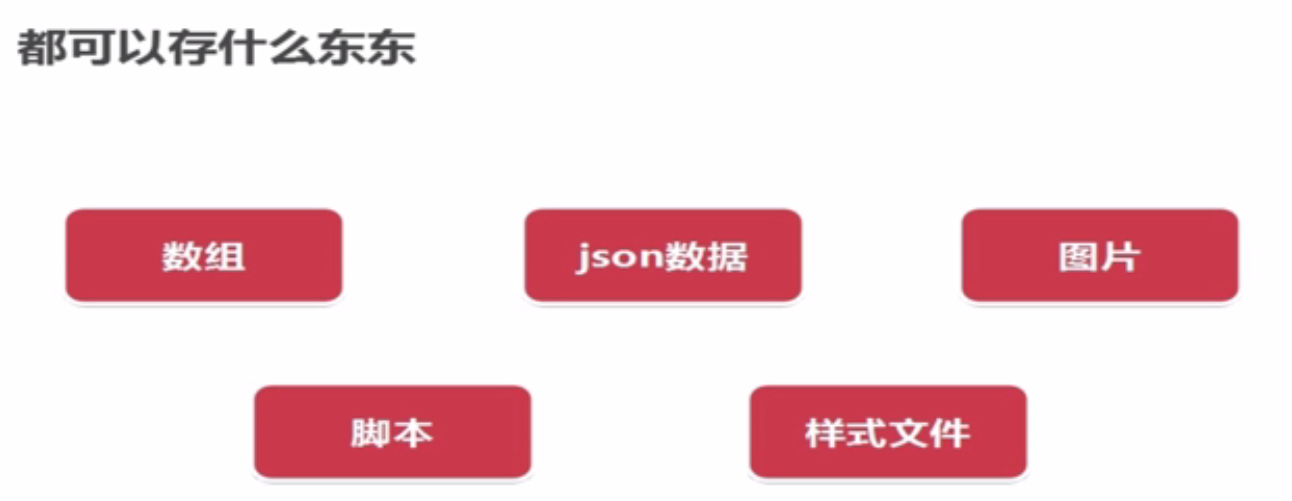 都可以存什么东东
数组
json数据
图片
脚本
样式文件